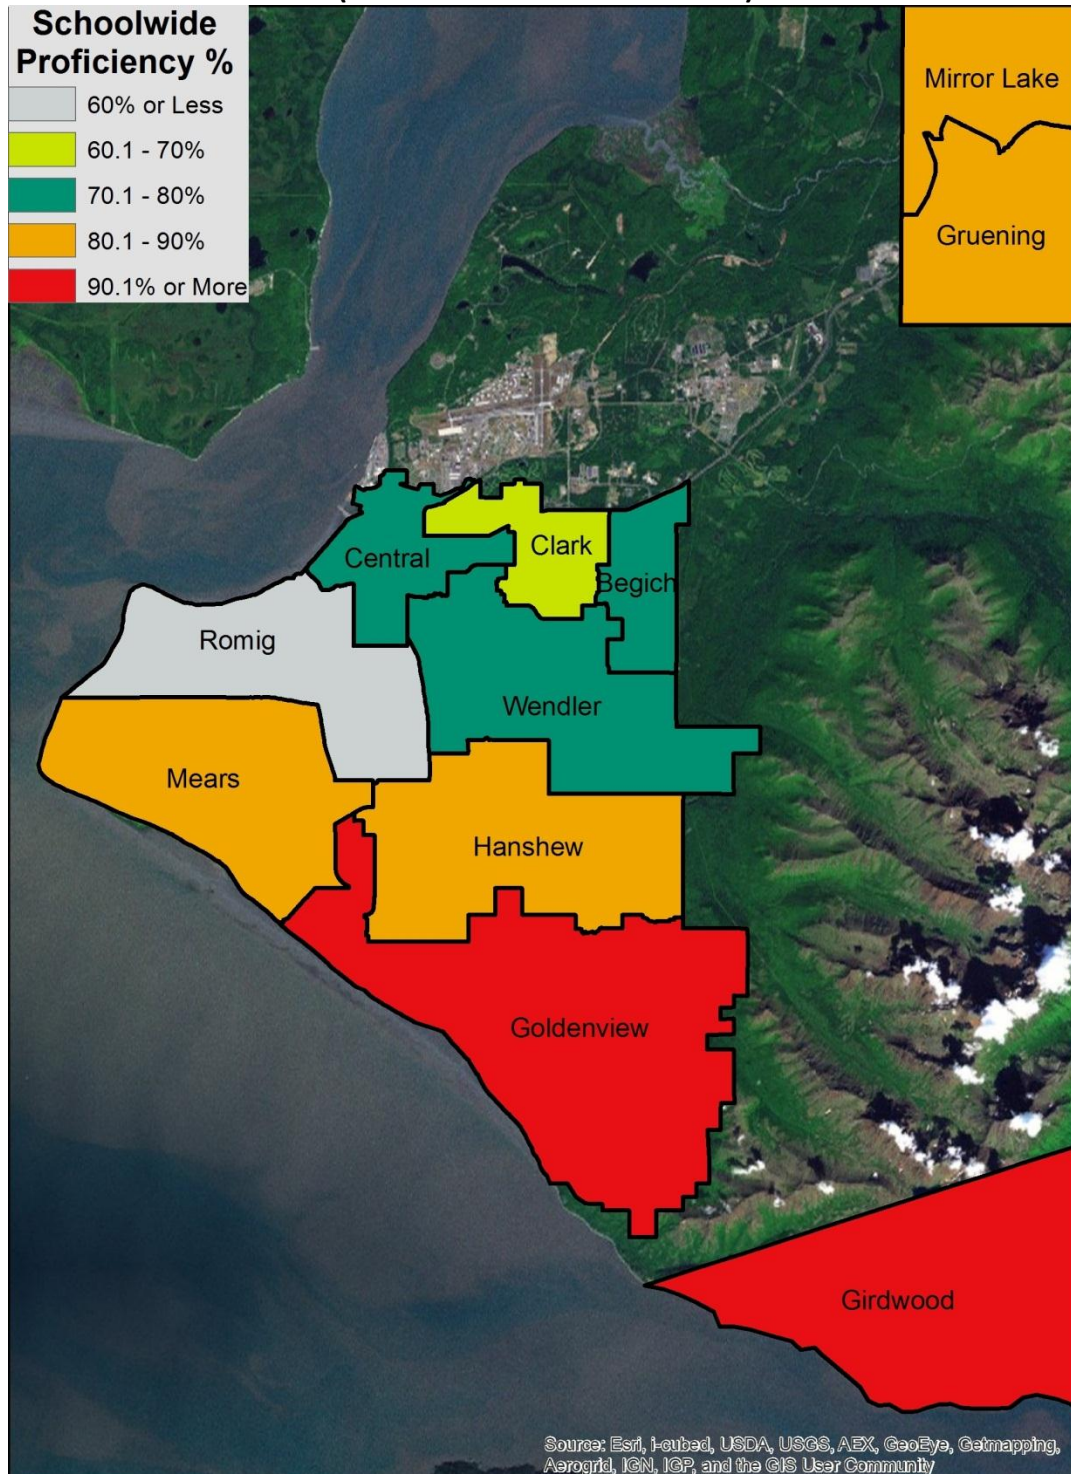 Schoolwide
Proficiency %
60% or Less
60.1 - 70%
70.1 - 80%
80.1 - 90%
90.1% or More
Mirror Lake
Gruening
Central
Clark
Begich
Romig
Wendler
Mears
Hanshew
Goldenview
Girdwood
Source: Esri, i-cubed, USDA, USGS, AEX, GeoEye, Getmapping,
Aerogrid, IGN, IGP, and the GIS User Community